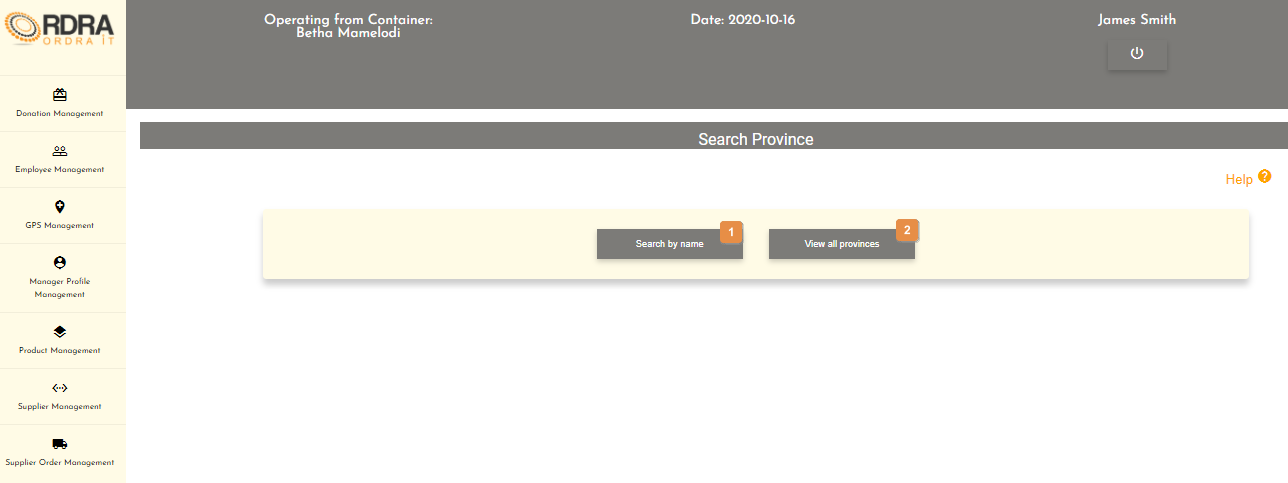 ORDRA
ORDRA IT
Operating from Container:
Betha Mamelodi
Date: 2020-10-16
James Smith
Donation Management
Employee Management
GPS Management
Manager Profile
Management
Product Management
Supplier Management
Supplier Order Management
Search Province
Help ?
Search by name 1
View all provinces 2